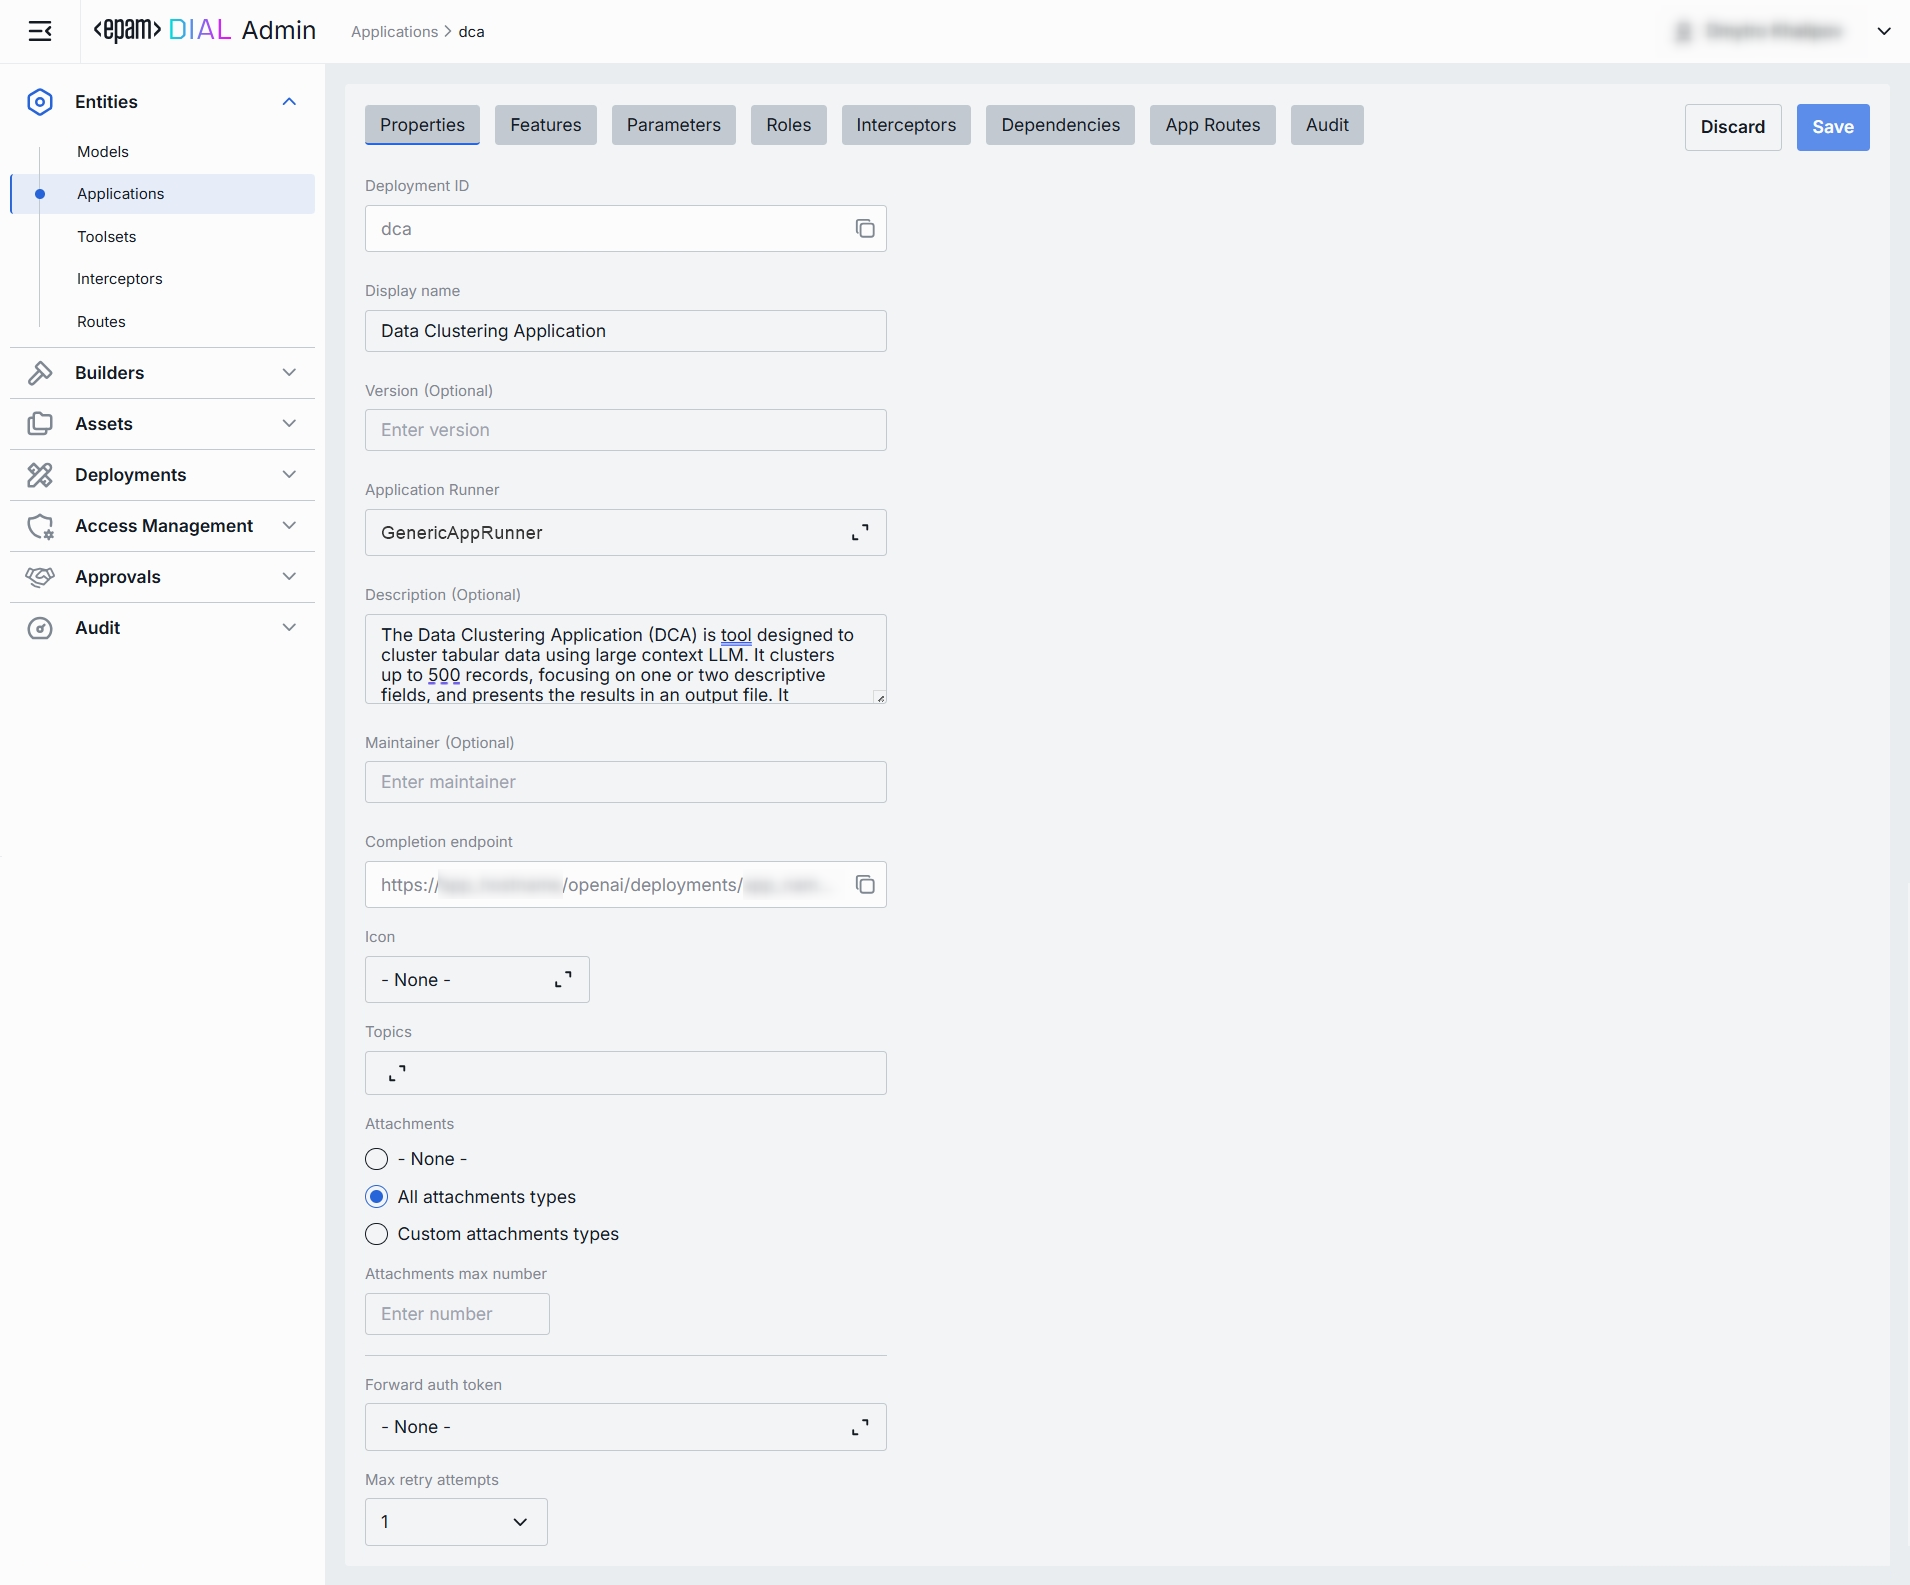 <epam> DIAL Admin
Applications > dca
Entities
Models
Applications
Toolsets
Interceptors
Routes
Builders
Assets
Deployments
Access Management
Approvals
Audit
Properties Features Parameters Roles Interceptors Dependencies App Routes Audit
Discard Save
Deployment ID
dca
Display name
Data Clustering Application
Version (Optional)
Enter version
Application Runner
GenericAppRunner
Description (Optional)
The Data Clustering Application (DCA) is tool designed to
cluster tabular data using large context LLM. It clusters
up to 500 records, focusing on one or two descriptive
fields, and presents the results in an output file. It
Maintainer (Optional)
Enter maintainer
Completion endpoint
https:// /openai/deployments/
Icon
- None -
Topics
Attachments
- None -
All attachments types
Custom attachments types
Attachments max number
Enter number
Forward auth token
- None -
Max retry attempts
1